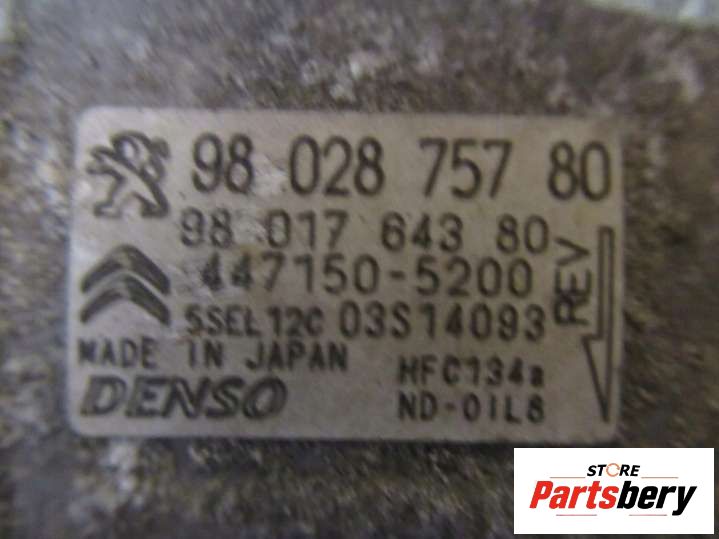 98 028 757 80
98 017 643 80
447150-5200
5SEL12C 03S14093
REV
MADE IN JAPAN HFC134a
DENSO ND-OIL8
STORE
Partsbery